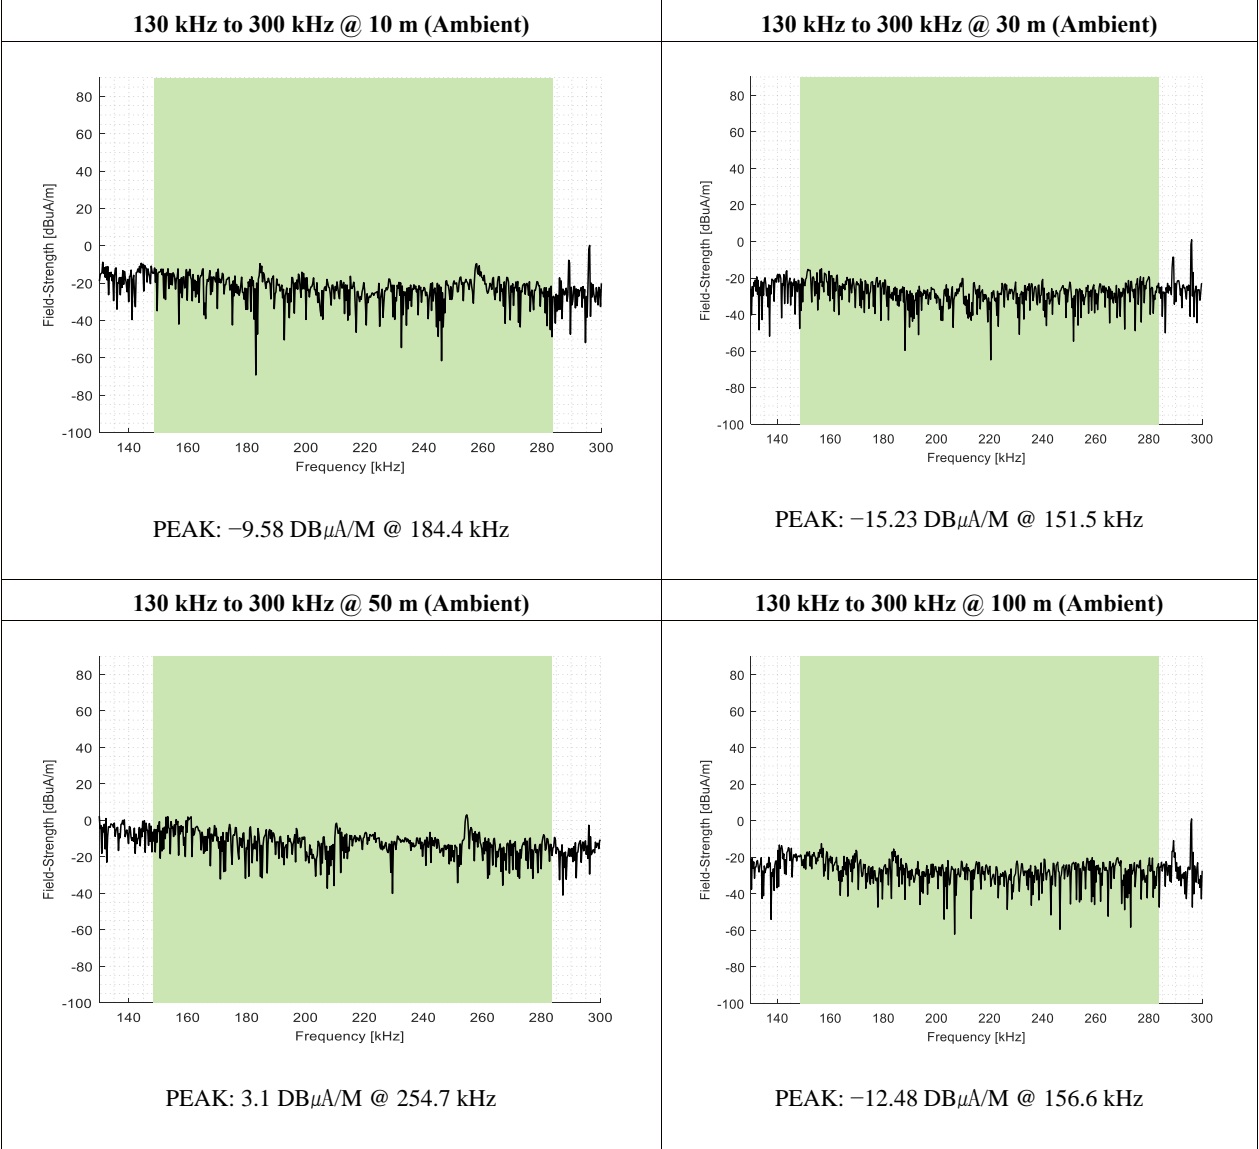 130 kHz to 300 kHz @ 10 m (Ambient)
130 kHz to 300 kHz @ 30 m (Ambient)
80
60
40
20
0
-20
-40
-60
-80
-100
Field-Strength [dBuA/m]
140 160 180 200 220 240 260 280 300
Frequency [kHz]
PEAK: −9.58 DBμA/M @ 184.4 kHz
80
60
40
20
0
-20
-40
-60
-80
-100
Field-Strength [dBuA/m]
140 160 180 200 220 240 260 280 300
Frequency [kHz]
PEAK: −15.23 DBμA/M @ 151.5 kHz
130 kHz to 300 kHz @ 50 m (Ambient)
130 kHz to 300 kHz @ 100 m (Ambient)
80
60
40
20
0
-20
-40
-60
-80
-100
Field-Strength [dBuA/m]
140 160 180 200 220 240 260 280 300
Frequency [kHz]
PEAK: 3.1 DBμA/M @ 254.7 kHz
80
60
40
20
0
-20
-40
-60
-80
-100
Field-Strength [dBuA/m]
140 160 180 200 220 240 260 280 300
Frequency [kHz]
PEAK: −12.48 DBμA/M @ 156.6 kHz